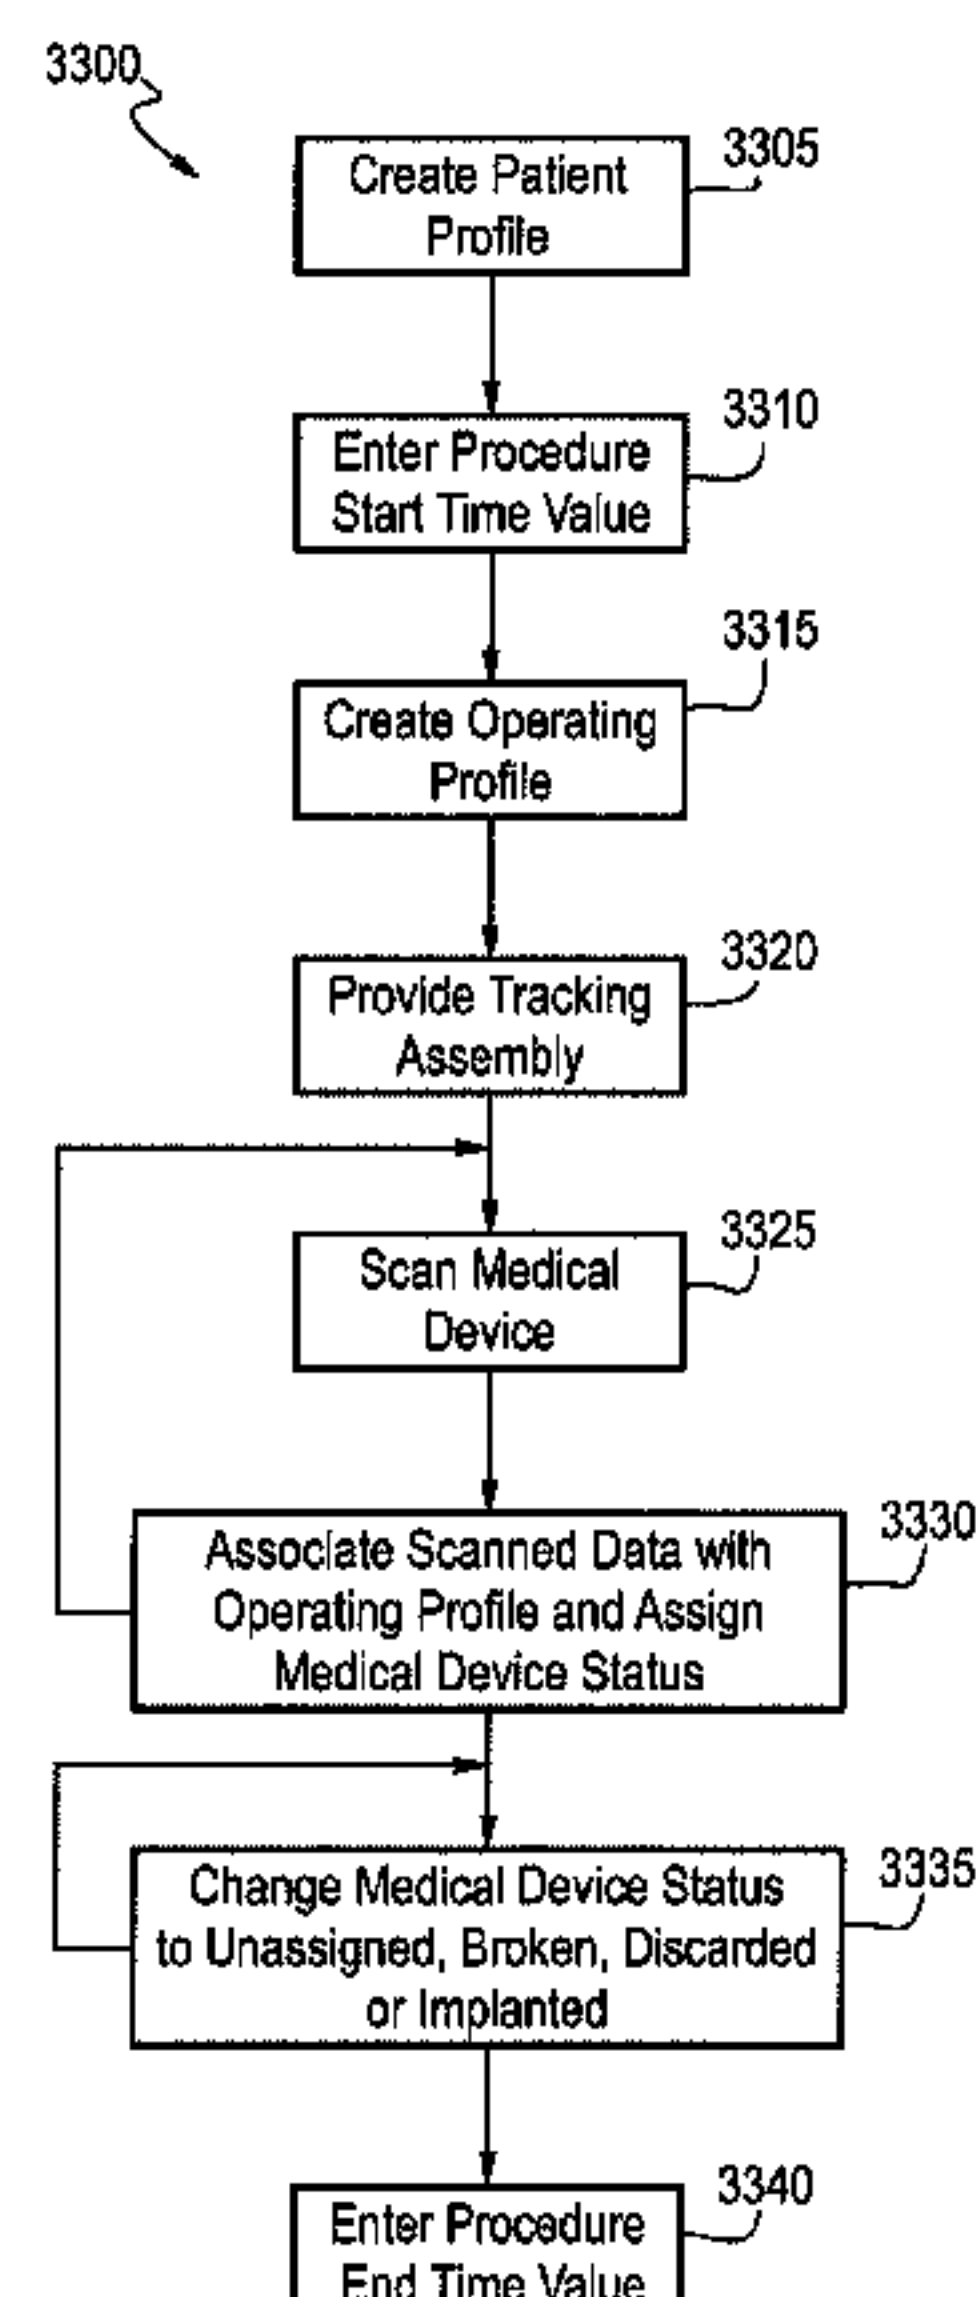 3300
3305
Create Patient
Profile
3310
Enter Procedure
Start Time Value
3315
Create Operating
Profile
3320
Provide Tracking
Assembly
3325
Scan Medical
Device
3330
Associate Scanned Data with
Operating Profile and Assign
Medical Device Status
3335
Change Medical Device Status
to Unassigned, Broken, Discarded
or Implanted
3340
Enter Procedure
End Time Value